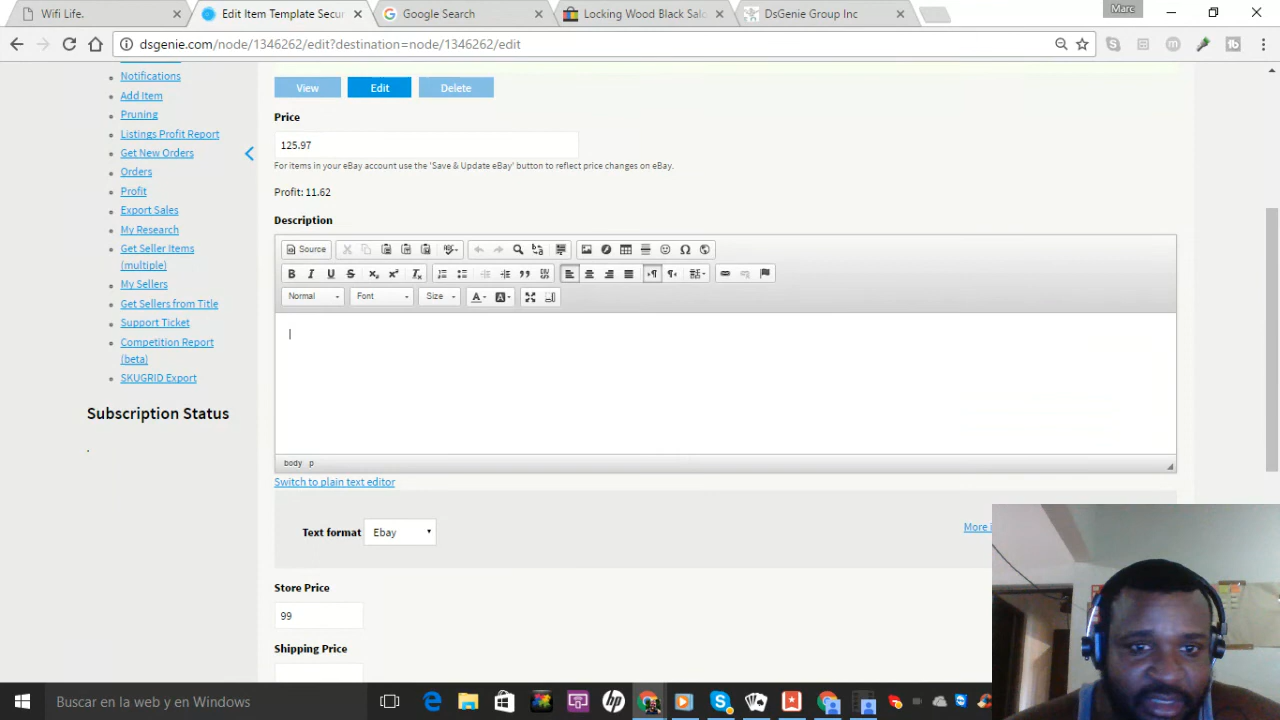 Marc
Wifi Life.
Edit Item Template Secur
Google Search
Locking Wood Black Sal
DsGenie Group Inc
dsgenie.com/node/1346262/edit?destination=node/1346262/edit
Notifications
Add Item
Pruning
Listings Profit Report
Get New Orders
Orders
Profit
Export Sales
My Research
Get Seller Items
(multiple)
My Sellers
Get Sellers from Title
Support Ticket
Competition Report
(beta)
SKUGRID Export
Subscription Status
.
View Edit Delete
Price
125.97
For items in your eBay account use the 'Save & Update eBay' button to reflect price changes on eBay.
Profit: 11.62
Description
Source
Normal Font Size
body p
Switch to plain text editor
Text format Ebay
More i
Store Price
99
Shipping Price
Buscar en la web y en Windows